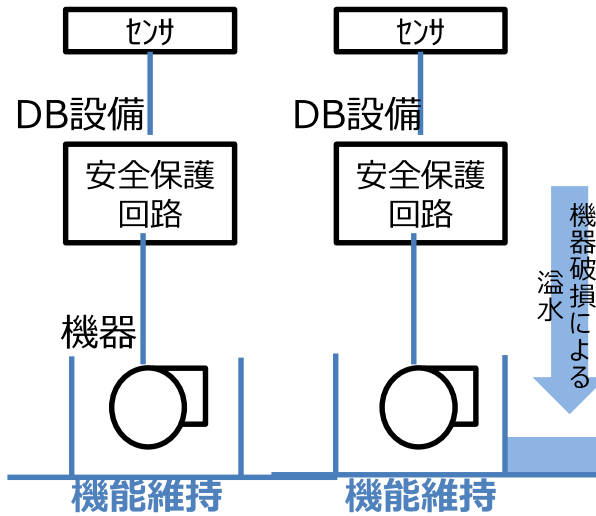 センサ
センサ
DB設備
DB設備
安全保護
回路
安全保護
回路
機器破損による
溢水
機器
機能維持
機能維持